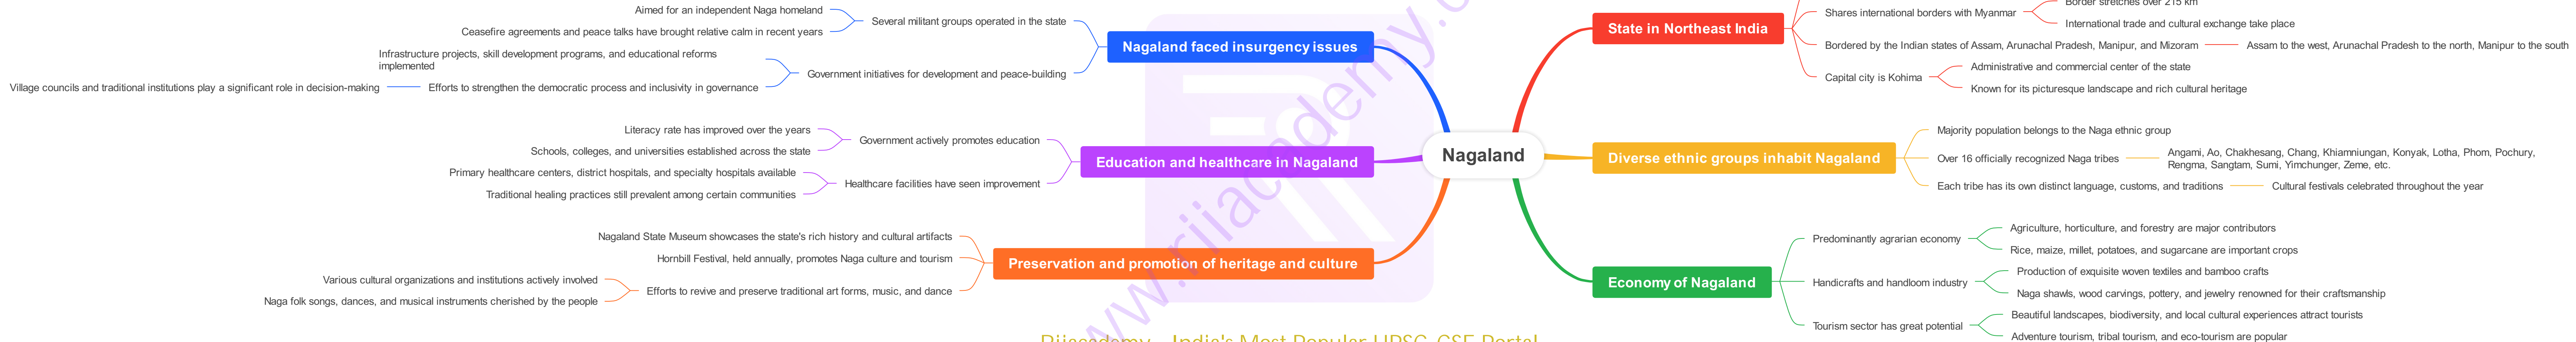 Nagaland
Nagaland faced insurgency issues
Several militant groups operated in the state
Aimed for an independent Naga homeland
Ceasefire agreements and peace talks have brought relative calm in recent years
Government initiatives for development and peace-building
Infrastructure projects, skill development programs, and educational reforms
implemented
Efforts to strengthen the democratic process and inclusivity in governance
Village councils and traditional institutions play a significant role in decision-making
Education and healthcare in Nagaland
Government actively promotes education
Literacy rate has improved over the years
Schools, colleges, and universities established across the state
Healthcare facilities have seen improvement
Primary healthcare centers, district hospitals, and specialty hospitals available
Traditional healing practices still prevalent among certain communities
Preservation and promotion of heritage and culture
Nagaland State Museum showcases the state's rich history and cultural artifacts
Hornbill Festival, held annually, promotes Naga culture and tourism
Efforts to revive and preserve traditional art forms, music, and dance
Various cultural organizations and institutions actively involved
Naga folk songs, dances, and musical instruments cherished by the people
State in Northeast India
Shares international borders with Myanmar
Border stretches over 215 km
International trade and cultural exchange take place
Bordered by the Indian states of Assam, Arunachal Pradesh, Manipur, and Mizoram
Assam to the west, Arunachal Pradesh to the north, Manipur to the south
Capital city is Kohima
Administrative and commercial center of the state
Known for its picturesque landscape and rich cultural heritage
Diverse ethnic groups inhabit Nagaland
Majority population belongs to the Naga ethnic group
Over 16 officially recognized Naga tribes
Angami, Ao, Chakhesang, Chang, Khiamniungan, Konyak, Lotha, Phom, Pochury,
Rengma, Sangtam, Sumi, Yimchunger, Zeme, etc.
Each tribe has its own distinct language, customs, and traditions
Cultural festivals celebrated throughout the year
Economy of Nagaland
Predominantly agrarian economy
Agriculture, horticulture, and forestry are major contributors
Rice, maize, millet, potatoes, and sugarcane are important crops
Handicrafts and handloom industry
Production of exquisite woven textiles and bamboo crafts
Naga shawls, wood carvings, pottery, and jewelry renowned for their craftsmanship
Tourism sector has great potential
Beautiful landscapes, biodiversity, and local cultural experiences attract tourists
Adventure tourism, tribal tourism, and eco-tourism are popular
www.rijacademy.c
India's Most Popular UPSC-CSE Portal